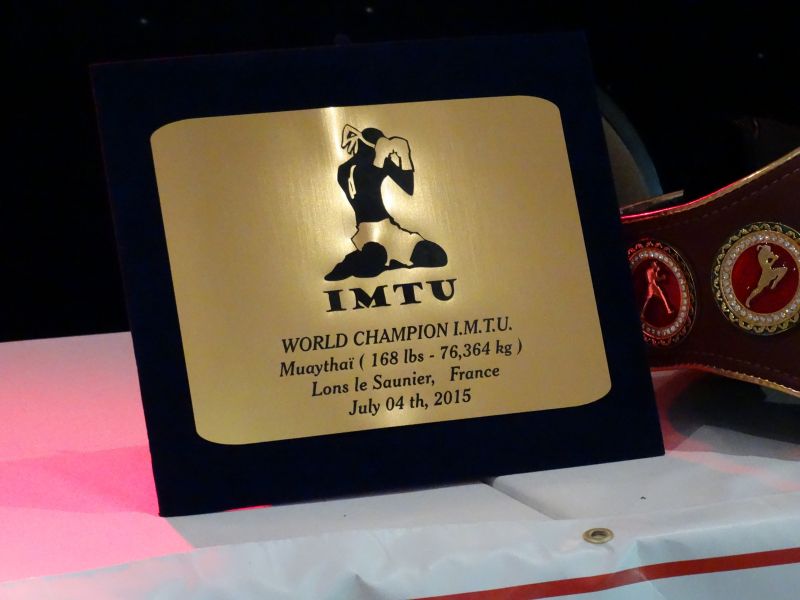 IMTU
WORLD CHAMPION I.M.T.U.
Muaythaï ( 168 lbs - 76,364 kg )
Lons le Saunier, France
July 04 th, 2015